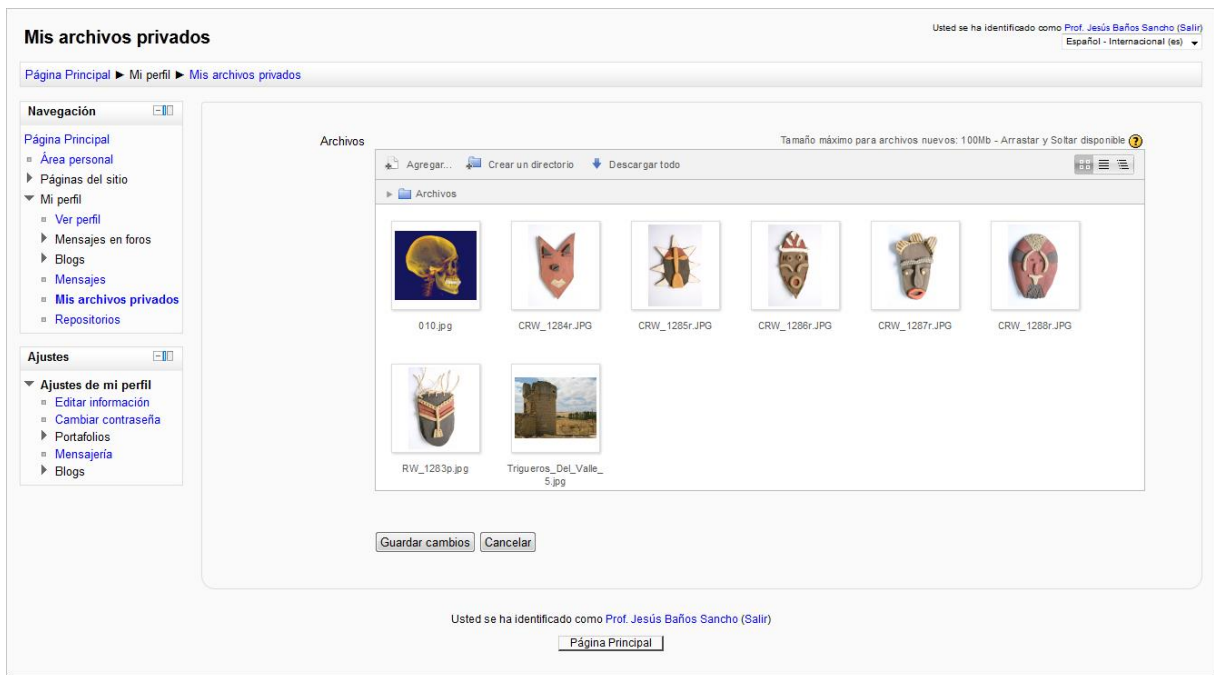 Mis archivos privados
Usted se ha identificado como Prof. Jesús Baños Sancho (Salir)
Español - Internacional (es)
Página Principal ► Mi perfil ► Mis archivos privados
Navegación
Página Principal
Área personal
Páginas del sitio
Mi perfil
Ver perfil
Mensajes en foros
Blogs
Mensajes
Mis archivos privados
Repositorios
Ajustes
Ajustes de mi perfil
Editar información
Cambiar contraseña
Portafolios
Mensajería
Blogs
Archivos
Tamaño máximo para archivos nuevos: 100Mb - Arrastar y Soltar disponible ?
Agregar... Crear un directorio Descargar todo
Archivos
010.jpg CRW_1284r.JPG CRW_1285r.JPG CRW_1286r.JPG CRW_1287r.JPG CRW_1288r.JPG
RW_1283p.jpg Trigueros_Del_Valle_
5.jpg
Guardar cambios Cancelar
Usted se ha identificado como Prof. Jesús Baños Sancho (Salir)
Página Principal